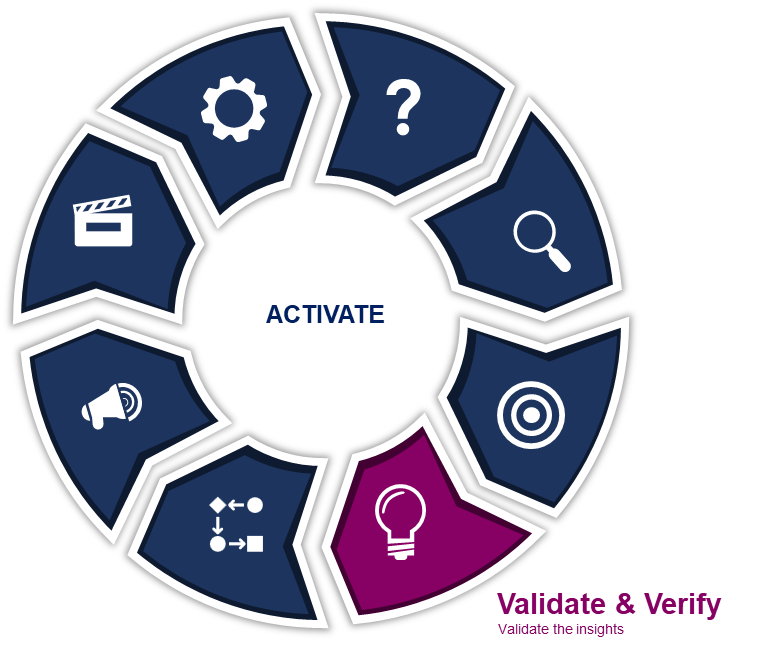 ?
ACTIVATE
Validate & Verify
Validate the insights